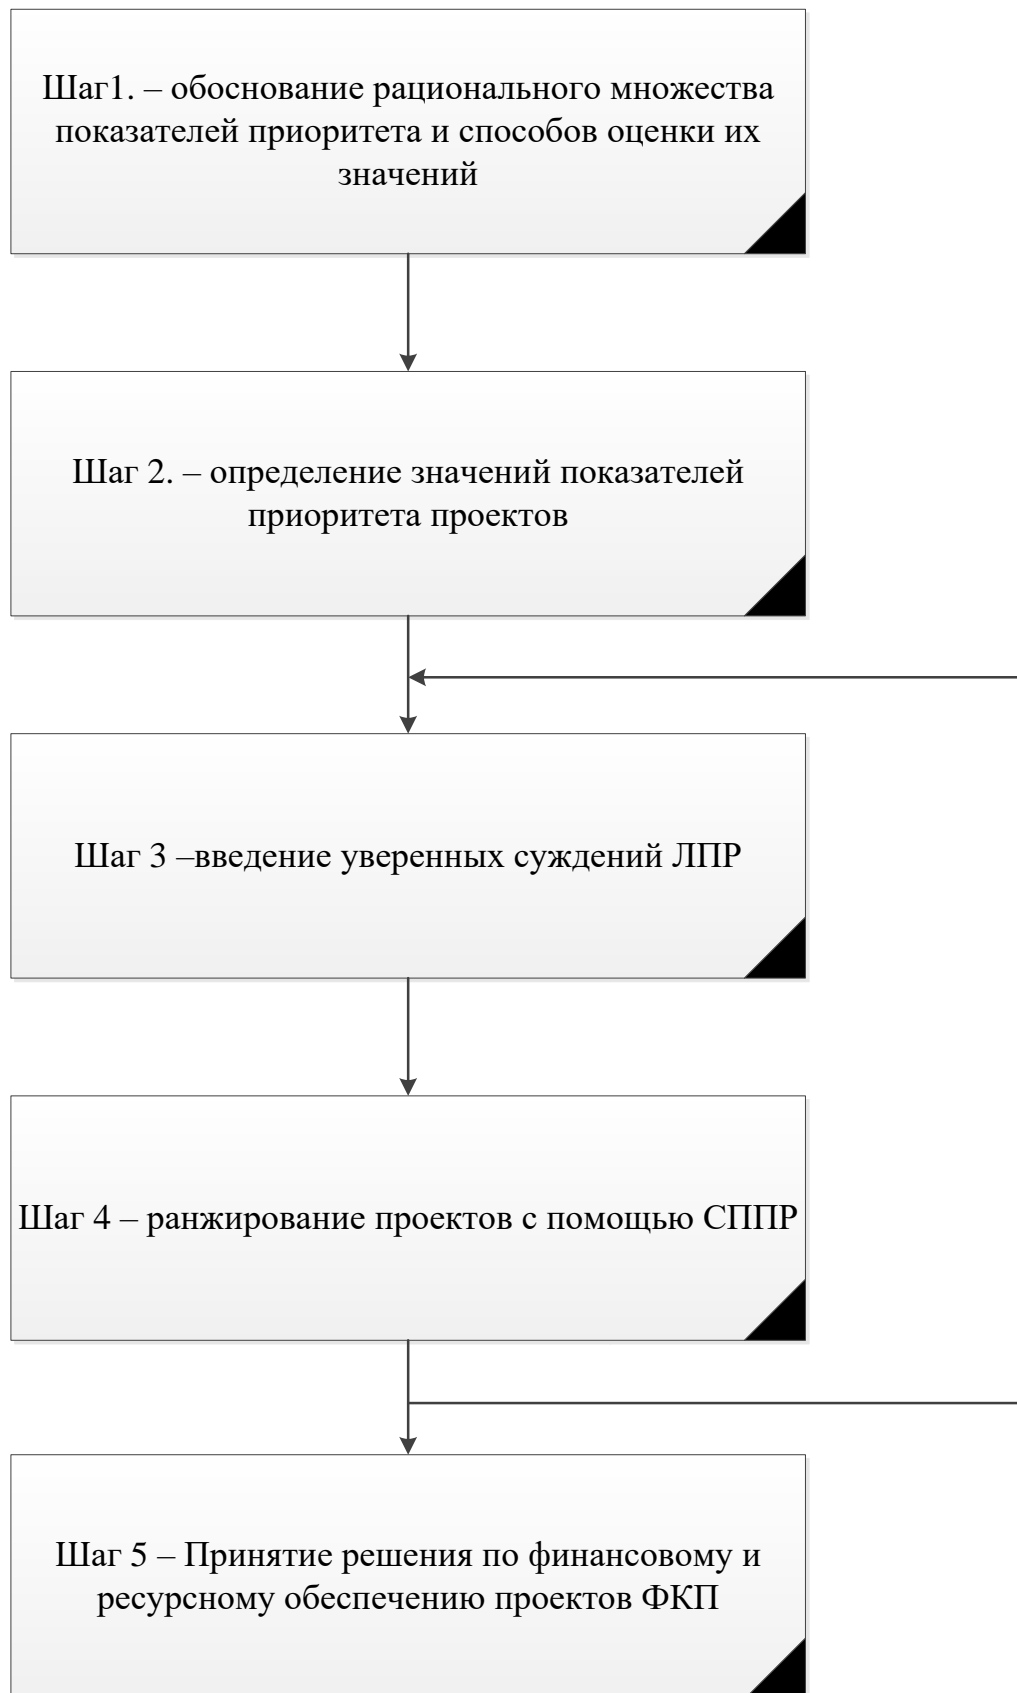 Шаг1. – обоснование рационального множества
показателей приоритета и способов оценки их
значений
Шаг 2. – определение значений показателей
приоритета проектов
Шаг 3 –введение уверенных суждений ЛПР
Шаг 4 – ранжирование проектов с помощью СППР
Шаг 5 – Принятие решения по финансовому и
ресурсному обеспечению проектов ФКП